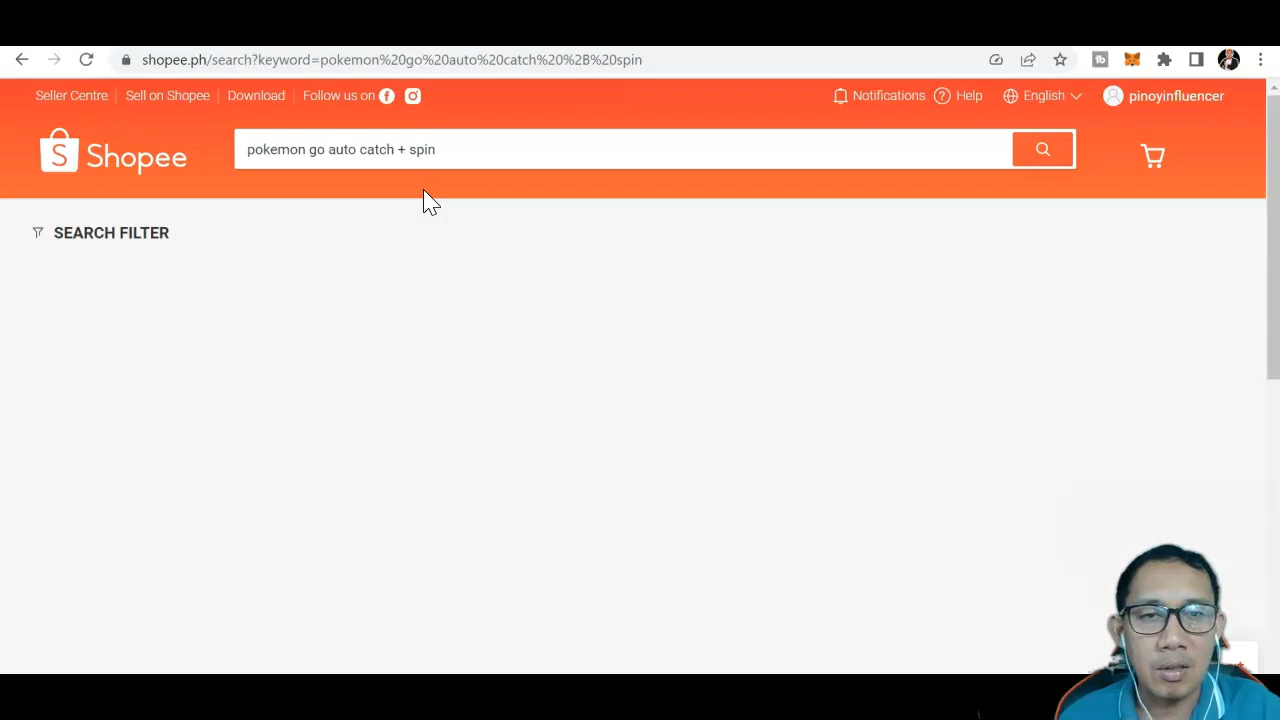 shopee.ph/search?keyword=pokemon%20go%20auto%20catch%20%2B%20spin
Seller Centre
Sell on Shopee
Download
Follow us on
Notifications
Help
English
pinoyinfluencer
Shopee
pokemon go auto catch + spin
SEARCH FILTER